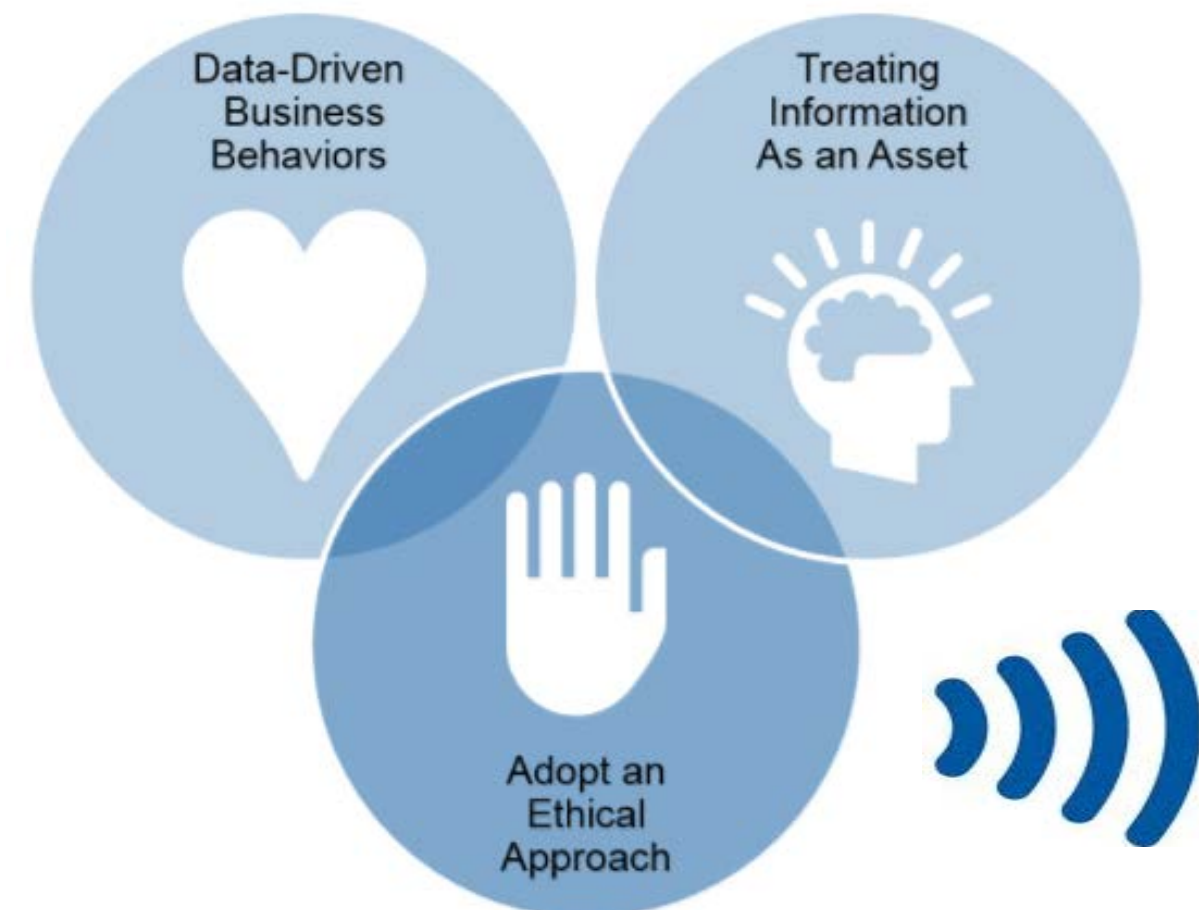 Data-Driven
Business
Behaviors
Treating
Information
As an Asset
Adopt an
Ethical
Approach